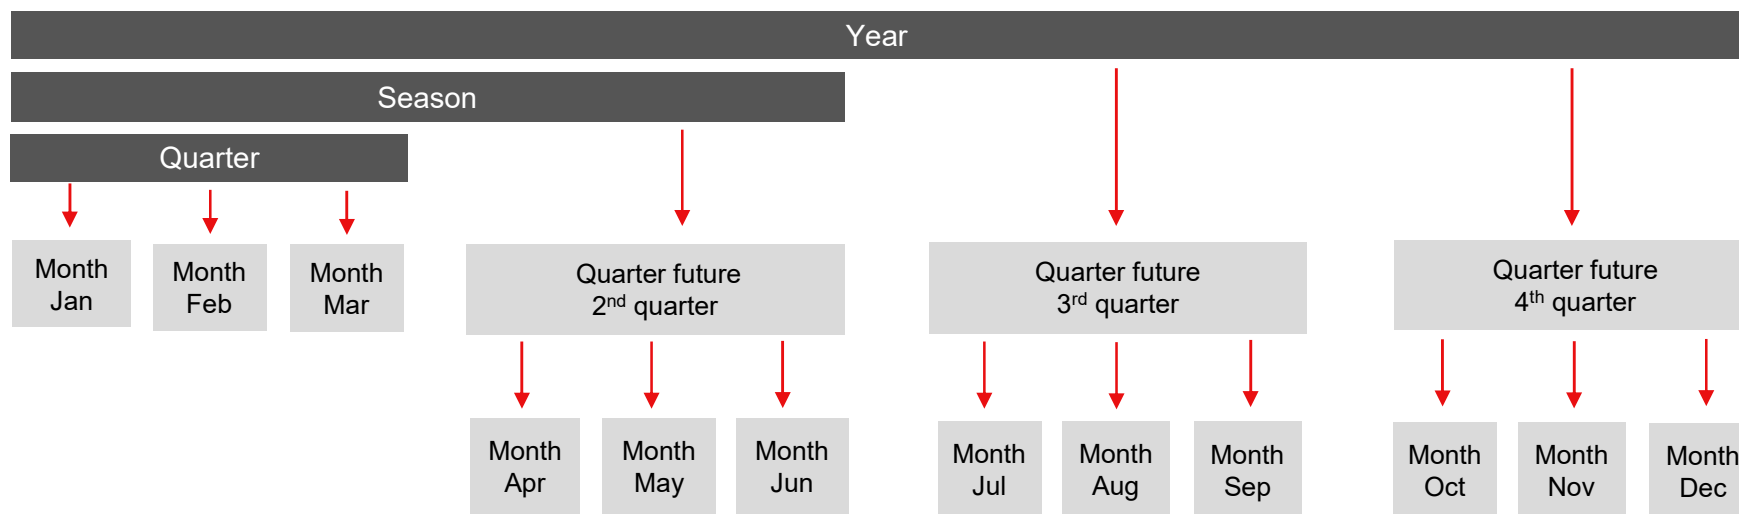 Year
Season
Quarter
Month
Jan
Month
Feb
Month
Mar
Quarter future
2nd quarter
Quarter future
3rd quarter
Quarter future
4th quarter
Month
Apr
Month
May
Month
Jun
Month
Jul
Month
Aug
Month
Sep
Month
Oct
Month
Nov
Month
Dec